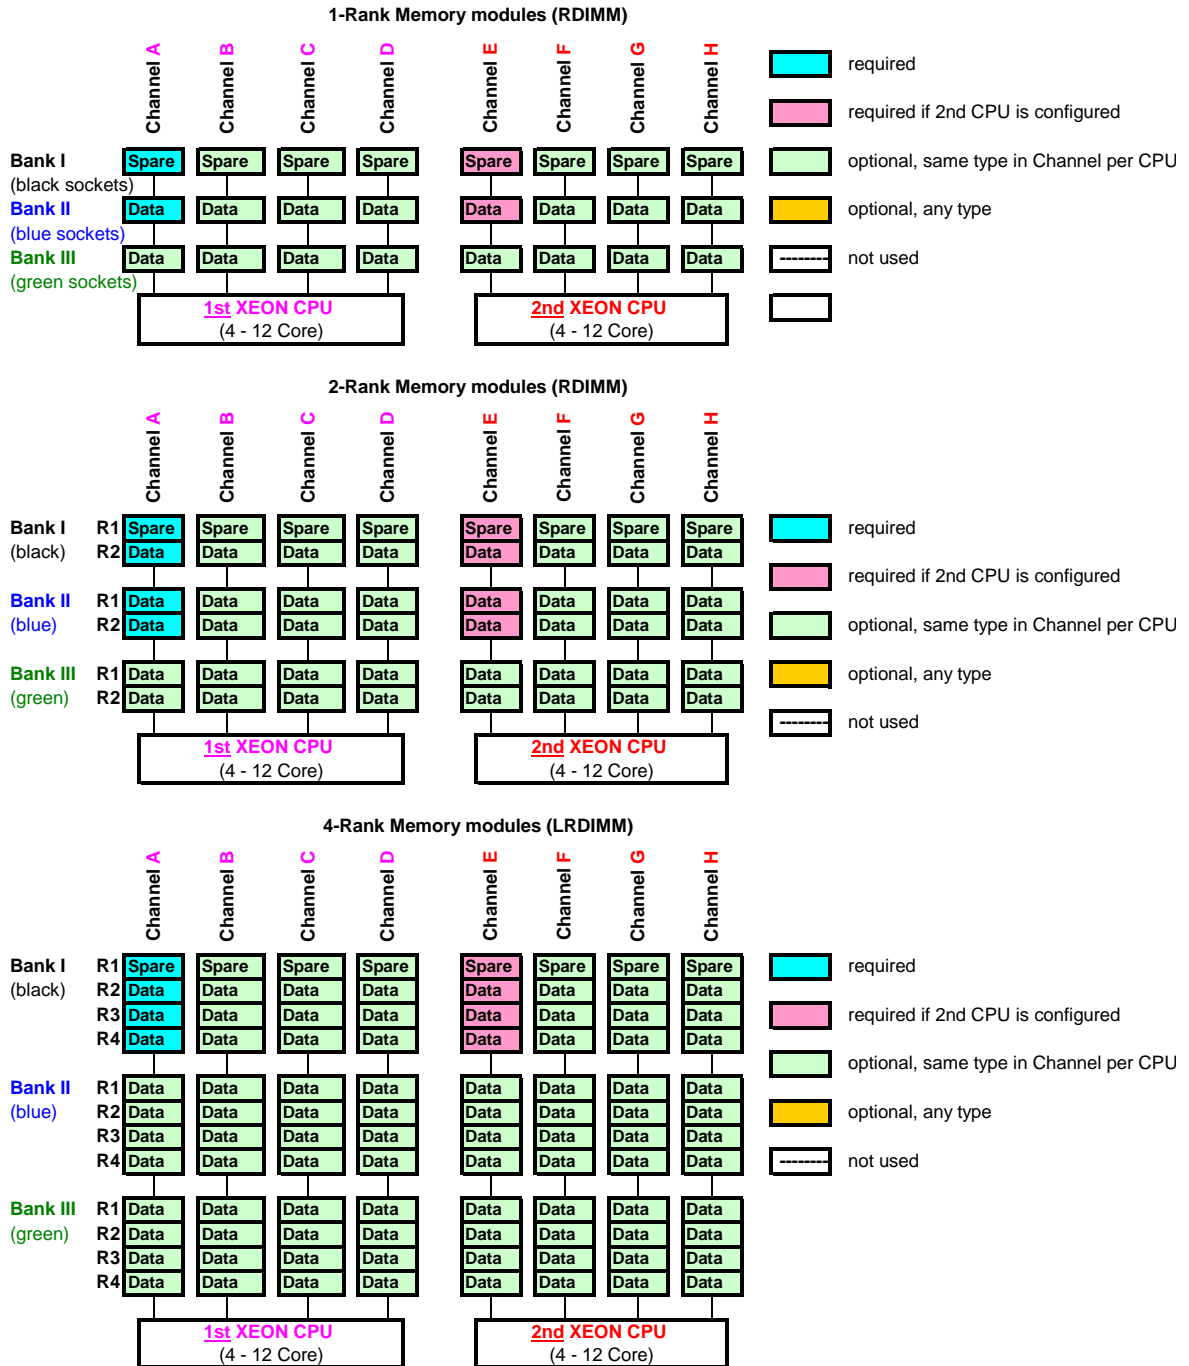 1-Rank Memory modules (RDIMM)
Channel A Channel B Channel C Channel D Channel E Channel F Channel G Channel H
required
required if 2nd CPU is configured
Bank I Spare Spare Spare Spare Spare Spare Spare Spare optional, same type in Channel per CPU
(black sockets)
Bank II Data Data Data Data Data Data Data Data optional, any type
(blue sockets)
Bank III Data Data Data Data Data Data Data Data -------- not used
(green sockets)
1st XEON CPU 2nd XEON CPU
(4 - 12 Core) (4 - 12 Core)
2-Rank Memory modules (RDIMM)
Channel A Channel B Channel C Channel D Channel E Channel F Channel G Channel H
Bank I R1 Spare Spare Spare Spare Spare Spare Spare Spare required
(black) R2 Data Data Data Data Data Data Data Data
required if 2nd CPU is configured
Bank II R1 Data Data Data Data Data Data Data Data
(blue) R2 Data Data Data Data Data Data Data Data optional, same type in Channel per CPU
Bank III R1 Data Data Data Data Data Data Data Data optional, any type
(green) R2 Data Data Data Data Data Data Data Data
-------- not used
1st XEON CPU 2nd XEON CPU
(4 - 12 Core) (4 - 12 Core)
4-Rank Memory modules (LRDIMM)
Channel A Channel B Channel C Channel D Channel E Channel F Channel G Channel H
Bank I R1 Spare Spare Spare Spare Spare Spare Spare Spare required
(black) R2 Data Data Data Data Data Data Data Data
R3 Data Data Data Data Data Data Data Data required if 2nd CPU is configured
R4 Data Data Data Data Data Data Data Data
optional, same type in Channel per CPU
Bank II R1 Data Data Data Data Data Data Data Data
(blue) R2 Data Data Data Data Data Data Data Data optional, any type
R3 Data Data Data Data Data Data Data Data
R4 Data Data Data Data Data Data Data Data -------- not used
Bank III R1 Data Data Data Data Data Data Data Data
(green) R2 Data Data Data Data Data Data Data Data
R3 Data Data Data Data Data Data Data Data
R4 Data Data Data Data Data Data Data Data
1st XEON CPU 2nd XEON CPU
(4 - 12 Core) (4 - 12 Core)